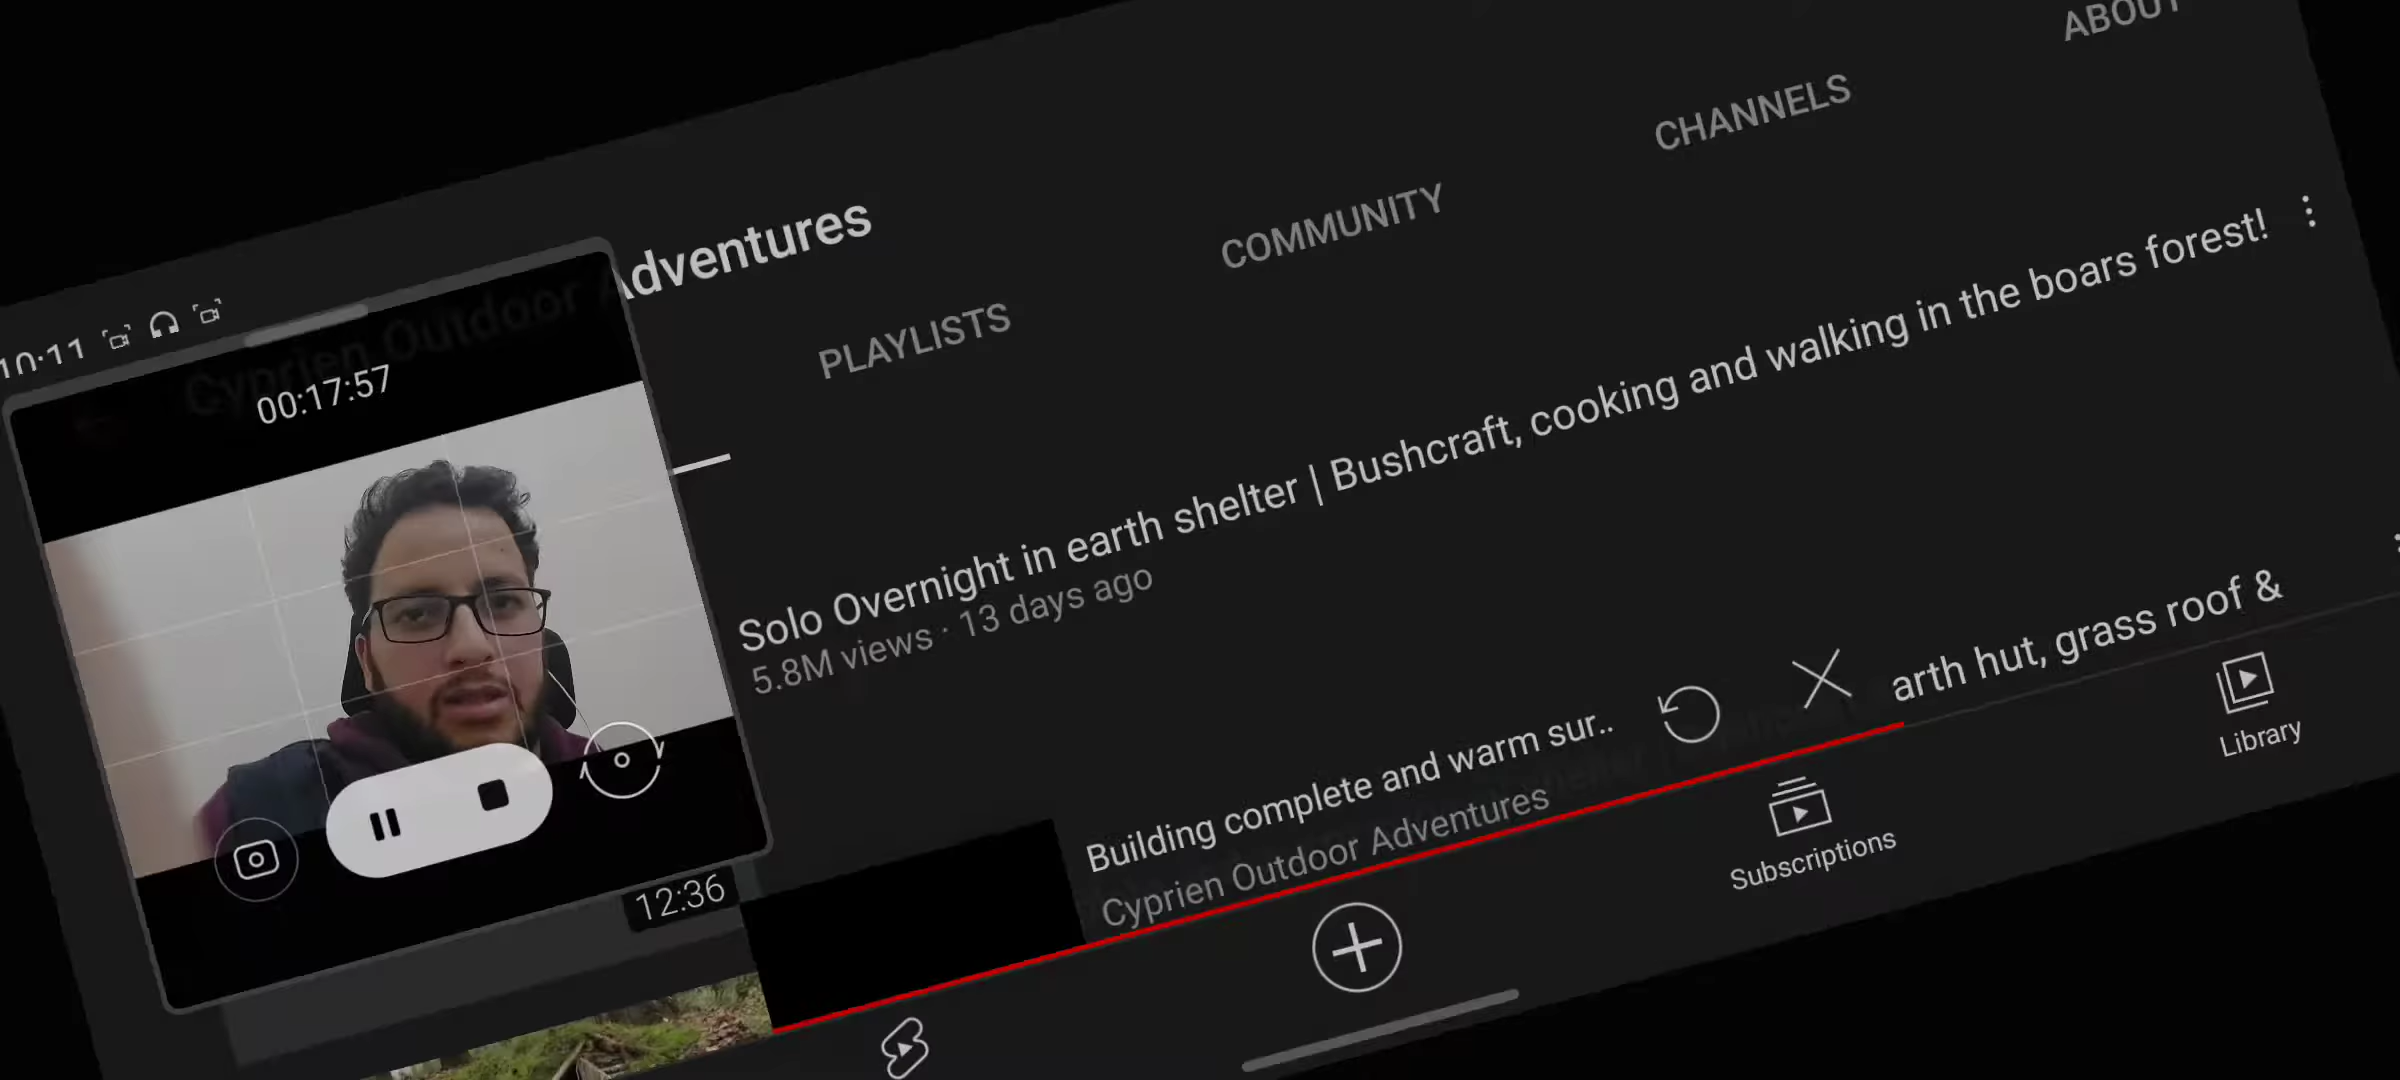 10:11
Cyprien Outdoor Adventures
00:17:57
PLAYLISTS
COMMUNITY
CHANNELS
ABOUT
Solo Overnight in earth shelter | Bushcraft, cooking and walking in the boars forest!
5.8M views · 13 days ago
12:36
arth hut, grass roof &
Building complete and warm sur..
Cyprien Outdoor Adventures
Subscriptions
Library